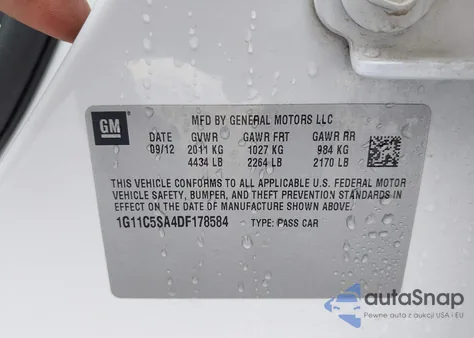 GM
MFD BY GENERAL MOTORS LLC
DATE GVWR GAWR FRT GAWR RR
09/12 2011 KG 1027 KG 984 KG
4434 LB 2264 LB 2170 LB
THIS VEHICLE CONFORMS TO ALL APPLICABLE U.S. FEDERAL MOTOR
VEHICLE SAFETY, BUMPER, AND THEFT PREVENTION STANDARDS
IN EFFECT ON THE DATE OF MANUFACTURE SHOWN ABOVE.
1G11C5SA4DF178584 TYPE: PASS CAR
autaSnap
Pewne auta z aukcji USA i EU